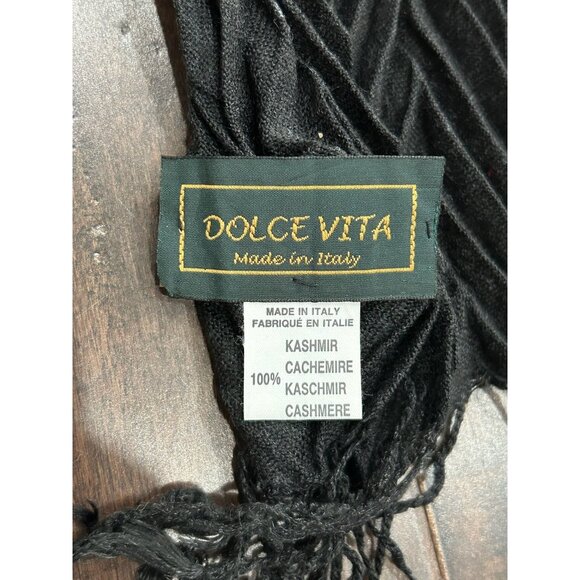 DOLCE VITA
Made in Italy
MADE IN ITALY
FABRIQUÉ EN ITALIE
KASHMIR
CACHEMIRE
100%
KASCHMIR
CASHMERE